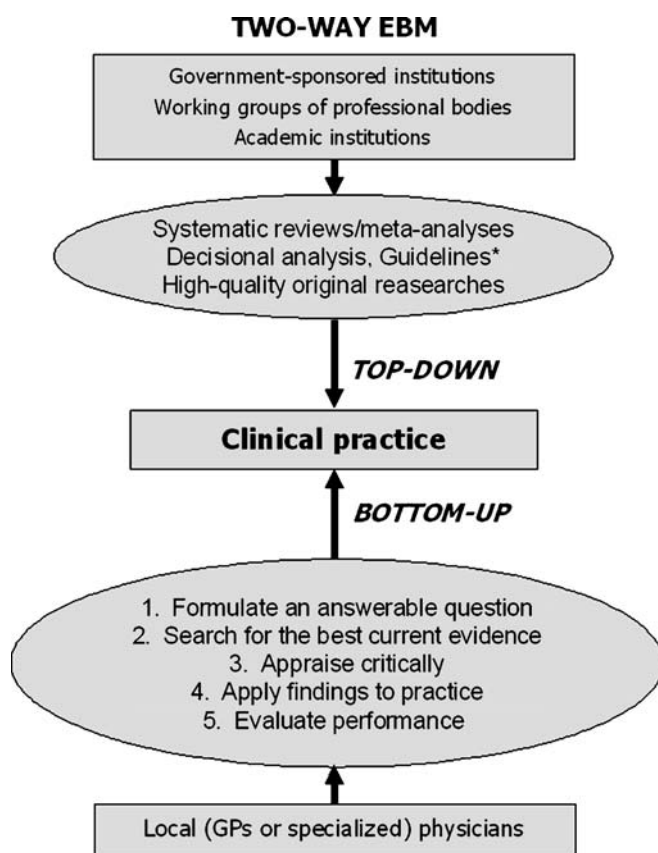 TWO-WAY EBM
Government-sponsored institutions
Working groups of professional bodies
Academic institutions
Systematic reviews/meta-analyses
Decisional analysis, Guidelines*
High-quality original reasearches
TOP-DOWN
Clinical practice
BOTTOM-UP
1. Formulate an answerable question
2. Search for the best current evidence
3. Appraise critically
4. Apply findings to practice
5. Evaluate performance
Local (GPs or specialized) physicians